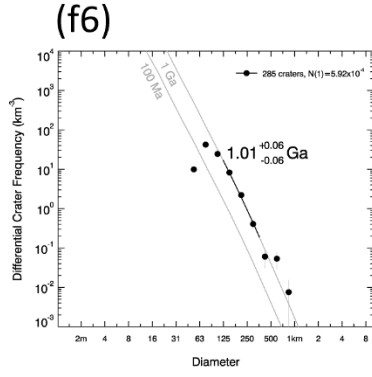 (f6)
Differential Crater Frequency (km⁻³)
10⁴
10³
10²
10¹
10⁰
10⁻¹
10⁻²
10⁻³
100 Ma
1 Ga
285 craters, N(1)=5.92x10⁻⁴
1.01 +0.06 -0.06 Ga
2m 4 8 16 31 63 125 250 500 1km 2 4 8
Diameter